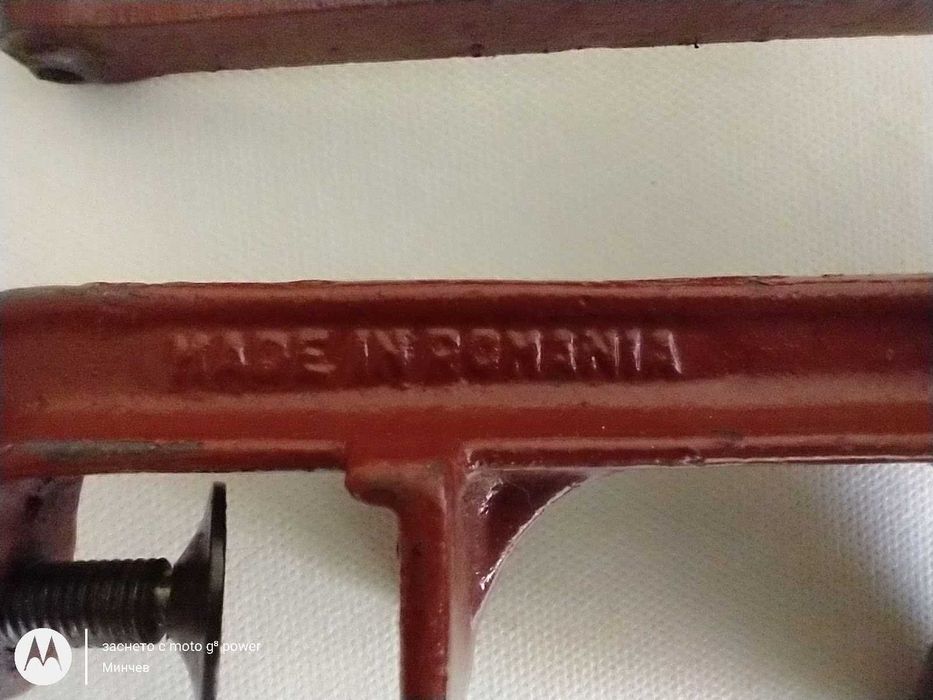 MADE IN ROMANIA
заснето с moto g⁸ power
Минчев